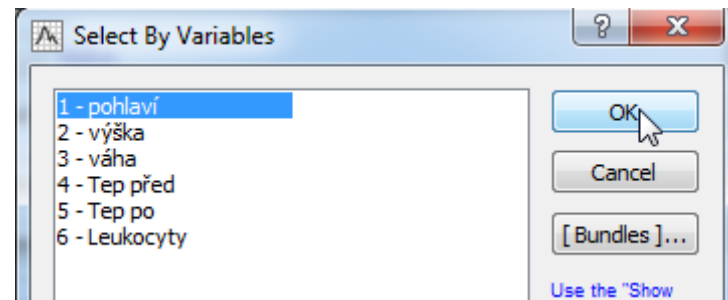 Select By Variables
1 - pohlaví
2 - výška
3 - váha
4 - Tep před
5 - Tep po
6 - Leukocyty
OK
Cancel
[ Bundles ]...
Use the "Show